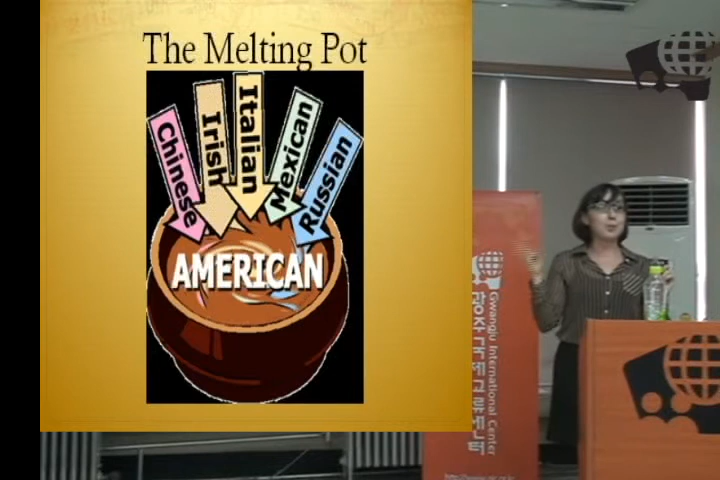 The Melting Pot
Chinese
Irish
Italian
Mexican
Russian
AMERICAN
광주국제교류센터
Gwangju International Center